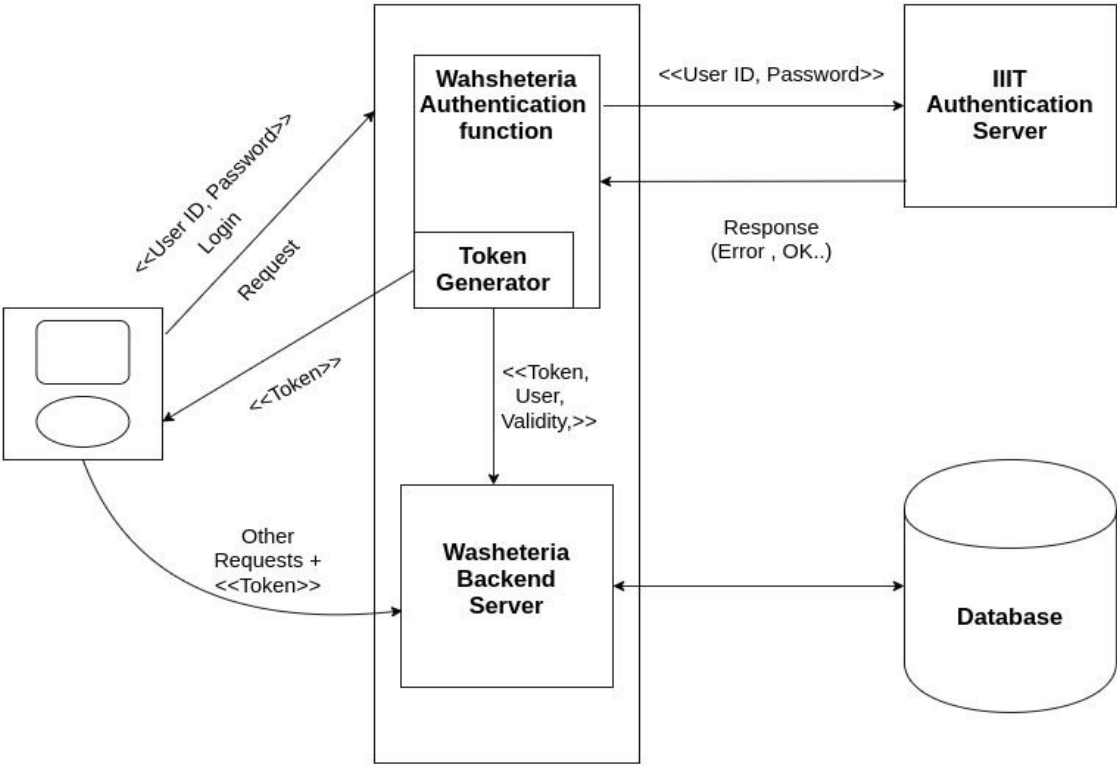 Wahsheteria
Authentication
function
<<User ID, Password>>
IIIT
Authentication
Server
<<User ID, Password>>
Login
Request
Response
(Error , OK..)
Token
Generator
<<Token>>
<<Token,
User,
Validity,>>
Other
Requests +
<<Token>>
Washeteria
Backend
Server
Database